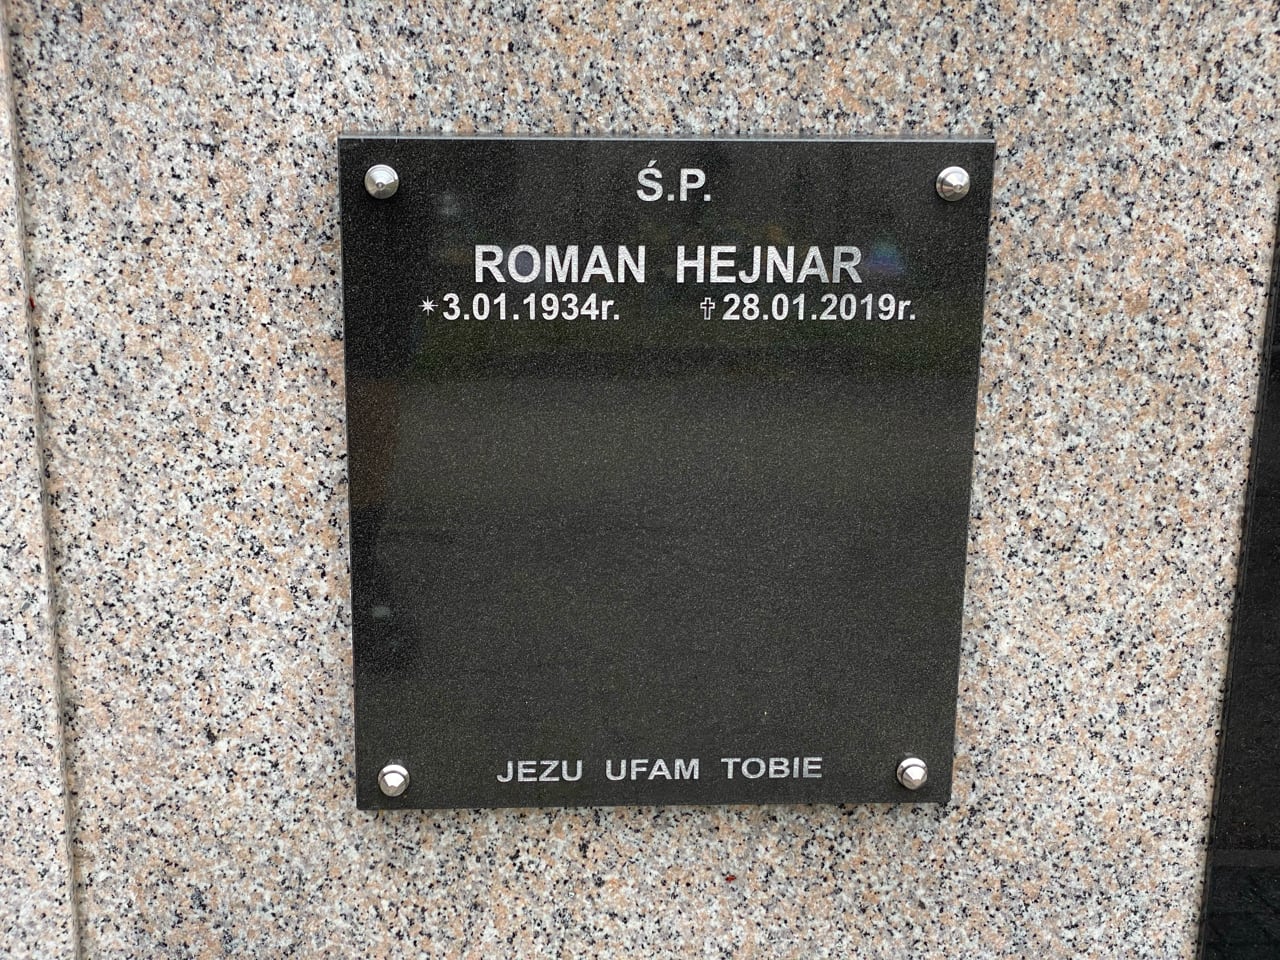 Ś.P.
ROMAN HEJNAR
✴3.01.1934r. ✞28.01.2019r.
JEZU UFAM TOBIE